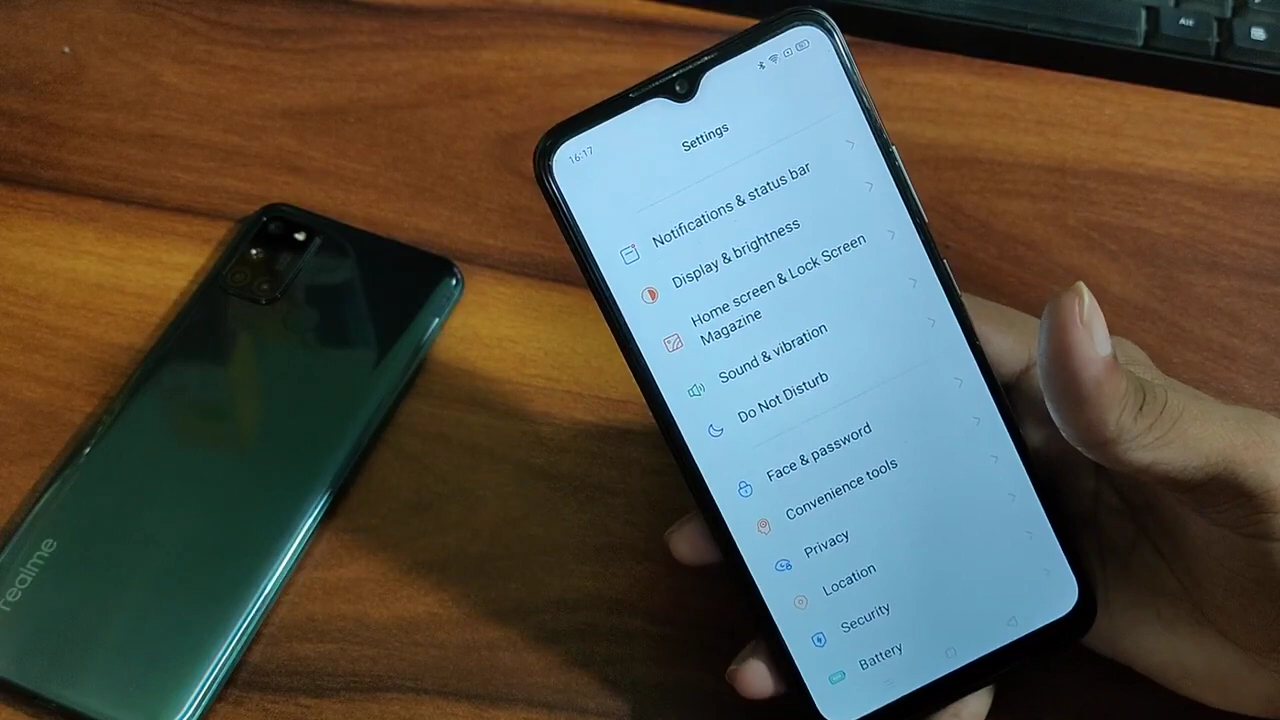 Alt
16:17
Settings
Notifications & status bar
Display & brightness
Home screen & Lock Screen
Magazine
Sound & vibration
Do Not Disturb
Face & password
Convenience tools
Privacy
Location
Security
Battery
realme